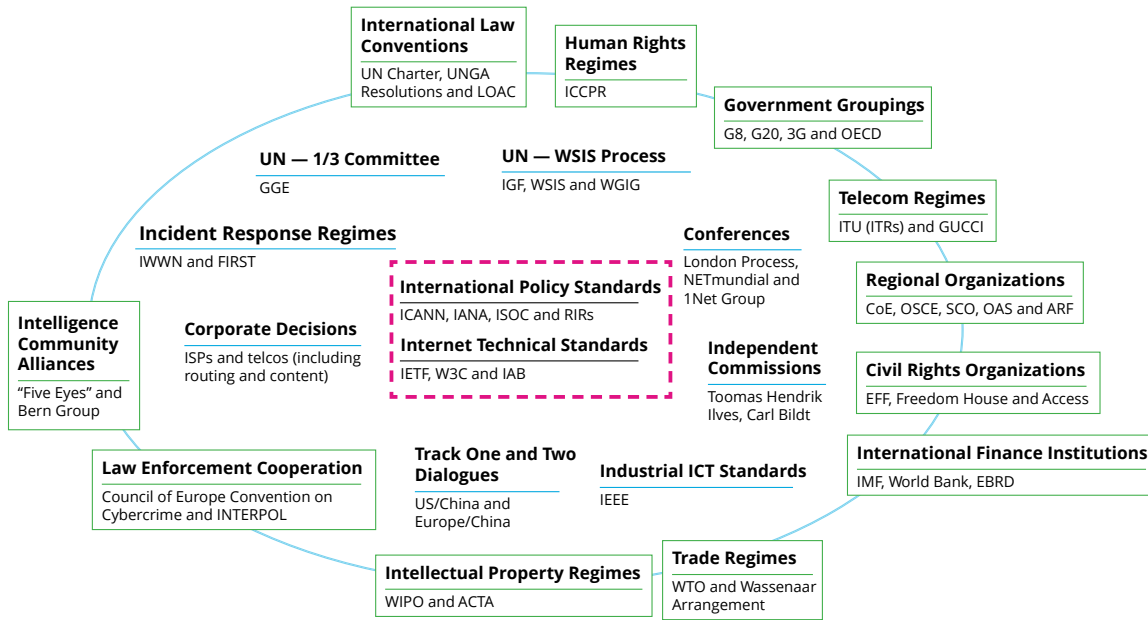 International Law
Conventions
UN Charter, UNGA
Resolutions and LOAC
Human Rights
Regimes
ICCPR
Government Groupings
G8, G20, 3G and OECD
UN — 1/3 Committee
GGE
UN — WSIS Process
IGF, WSIS and WGIG
Telecom Regimes
ITU (ITRs) and GUCCI
Incident Response Regimes
IWWN and FIRST
Conferences
London Process,
NETmundial and
1Net Group
International Policy Standards
ICANN, IANA, ISOC and RIRs
Internet Technical Standards
IETF, W3C and IAB
Regional Organizations
CoE, OSCE, SCO, OAS and ARF
Intelligence
Community
Alliances
“Five Eyes” and
Bern Group
Corporate Decisions
ISPs and telcos (including
routing and content)
Independent
Commissions
Toomas Hendrik
Ilves, Carl Bildt
Civil Rights Organizations
EFF, Freedom House and Access
Law Enforcement Cooperation
Council of Europe Convention on
Cybercrime and INTERPOL
Track One and Two
Dialogues
US/China and
Europe/China
Industrial ICT Standards
IEEE
International Finance Institutions
IMF, World Bank, EBRD
Intellectual Property Regimes
WIPO and ACTA
Trade Regimes
WTO and Wassenaar
Arrangement